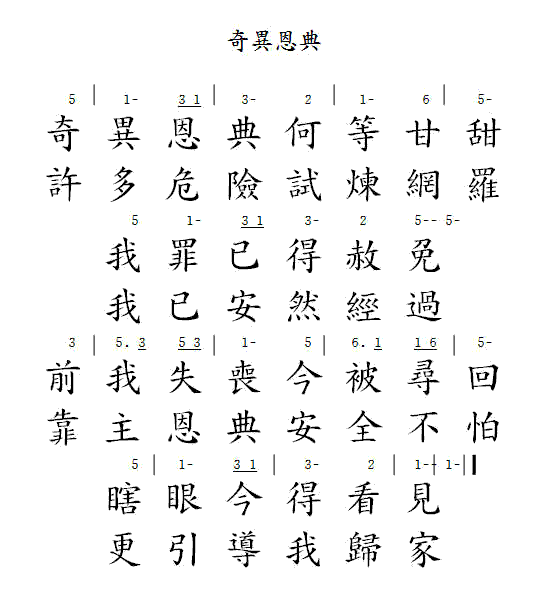 奇異恩典
5 | 1- 3 1 | 3- 2 | 1- 6 | 5-
奇異恩典何等甘甜
許多危險試煉網羅
5 1- 3 1 | 3- 2 5-- 5-
我罪已得赦免
我已安然經過
3 | 5. 3 5 3 | 1- 5 | 6. 1 1 6 | 5-
前我失喪今被尋回
靠主恩典安全不怕
5 | 1- 3 1 | 3- 2 | 1-- | 1- ||
瞎眼今得看見
更引導我歸家